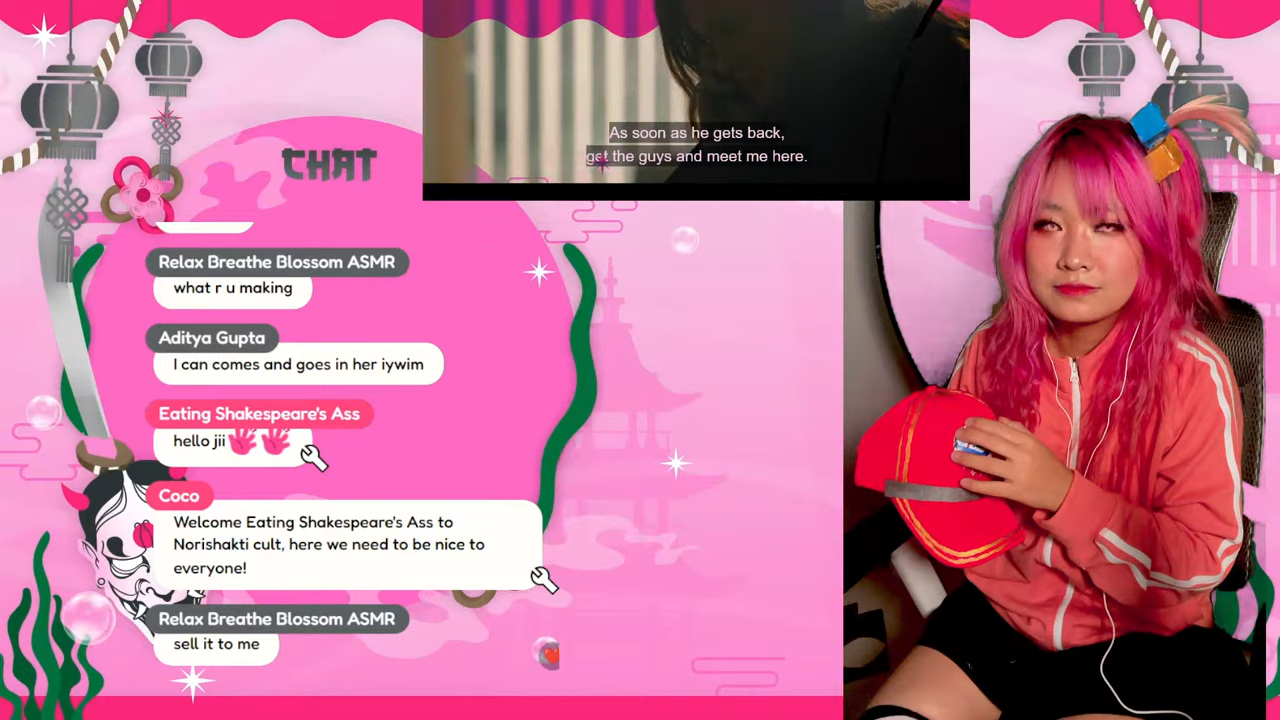 As soon as he gets back,
get the guys and meet me here.
CHAT
Relax Breathe Blossom ASMR
what r u making
Aditya Gupta
I can comes and goes in her iywim
Eating Shakespeare's Ass
hello jii
Coco
Welcome Eating Shakespeare's Ass to
Norishakti cult, here we need to be nice to
everyone!
Relax Breathe Blossom ASMR
sell it to me